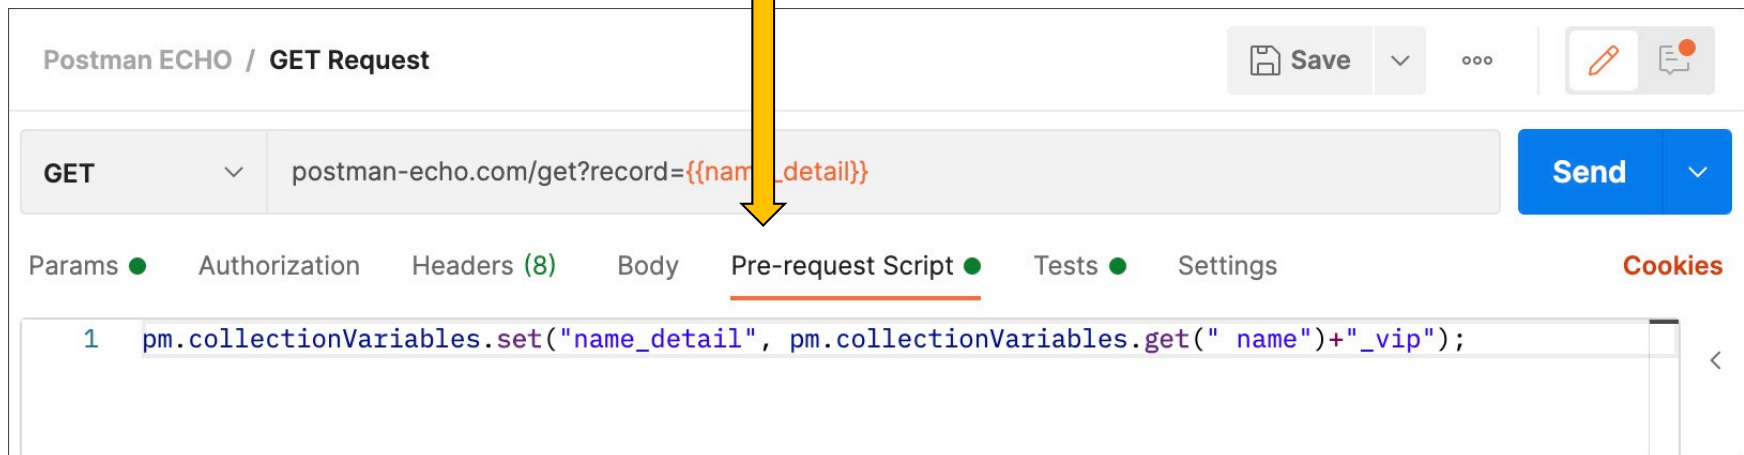 Postman ECHO / GET Request
Save
GET
postman-echo.com/get?record={{nam _detail}}
Send
Params
Authorization
Headers (8)
Body
Pre-request Script
Tests
Settings
Cookies
1 pm.collectionVariables.set("name_detail", pm.collectionVariables.get(" name")+"_vip");